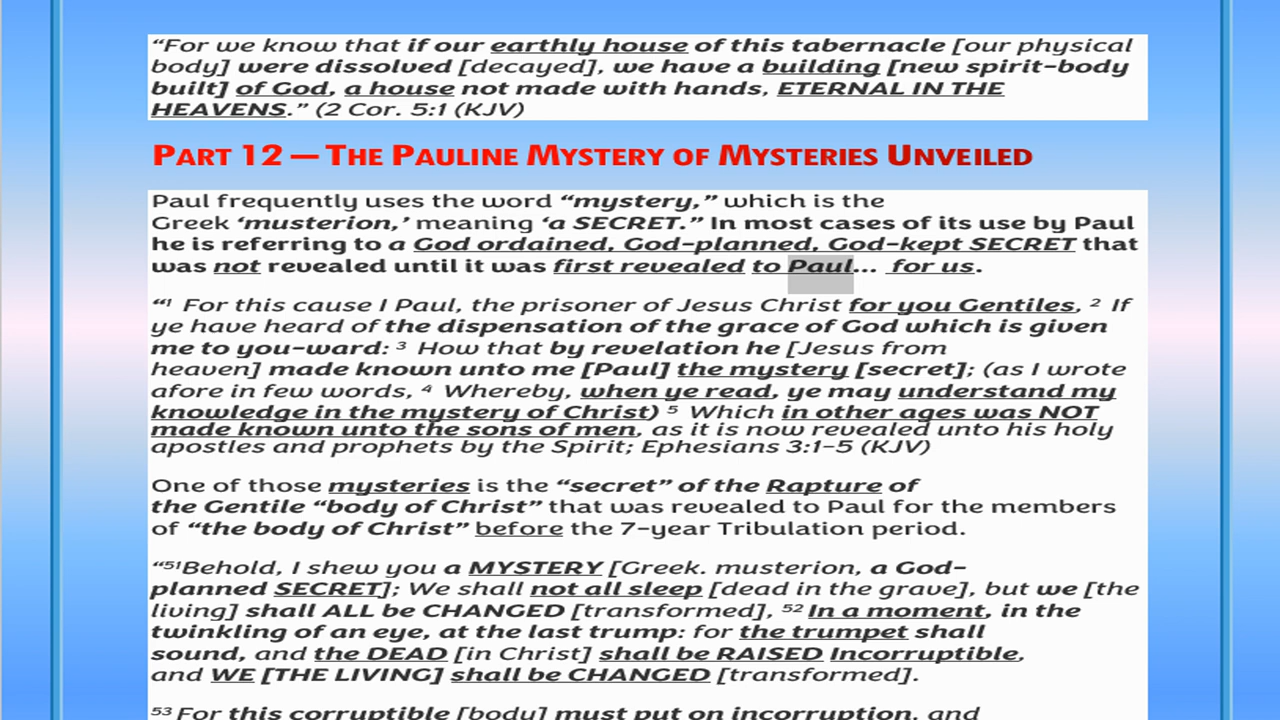 “For we know that if our earthly house of this tabernacle [our physical
body] were dissolved [decayed], we have a building [new spirit-body
built] of God, a house not made with hands, ETERNAL IN THE
HEAVENS.” (2 Cor. 5:1 (KJV)
PART 12 — THE PAULINE MYSTERY OF MYSTERIES UNVEILED
Paul frequently uses the word “mystery,” which is the
Greek ‘musterion,’ meaning ‘a SECRET.” In most cases of its use by Paul
he is referring to a God ordained, God-planned, God-kept SECRET that
was not revealed until it was first revealed to Paul… for us.
“¹ For this cause I Paul, the prisoner of Jesus Christ for you Gentiles, ² If
ye have heard of the dispensation of the grace of God which is given
me to you-ward: ³ How that by revelation he [Jesus from
heaven] made known unto me [Paul] the mystery [secret]; (as I wrote
afore in few words, ⁴ Whereby, when ye read, ye may understand my
knowledge in the mystery of Christ) ⁵ Which in other ages was NOT
made known unto the sons of men, as it is now revealed unto his holy
apostles and prophets by the Spirit; Ephesians 3:1-5 (KJV)
One of those mysteries is the “secret” of the Rapture of
the Gentile “body of Christ” that was revealed to Paul for the members
of “the body of Christ” before the 7-year Tribulation period.
“⁵¹Behold, I shew you a MYSTERY [Greek. musterion, a God-
planned SECRET]; We shall not all sleep [dead in the grave], but we [the
living] shall ALL be CHANGED [transformed], ⁵² In a moment, in the
twinkling of an eye, at the last trump: for the trumpet shall
sound, and the DEAD [in Christ] shall be RAISED Incorruptible,
and WE [THE LIVING] shall be CHANGED [transformed].
⁵³ For this corruptible [body] must put on incorruption, and